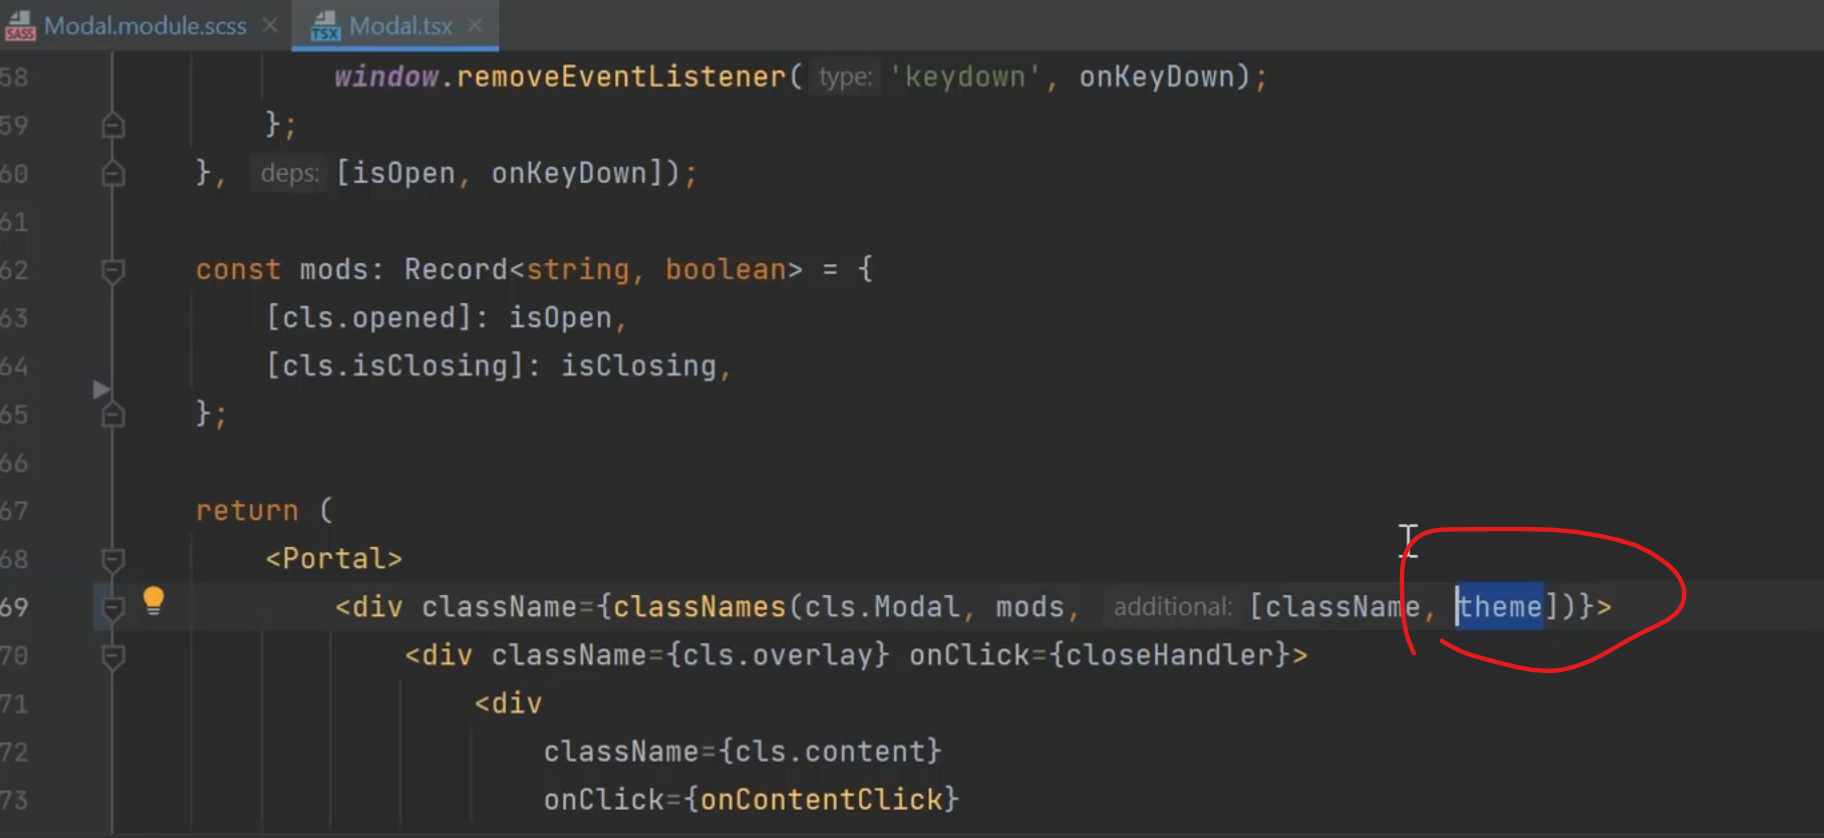 Modal.module.scss Modal.tsx
58 window.removeEventListener( type: 'keydown', onKeyDown);
59 };
60 }, deps: [isOpen, onKeyDown]);
61
62 const mods: Record<string, boolean> = {
63 [cls.opened]: isOpen,
64 [cls.isClosing]: isClosing,
65 };
66
67 return (
68 <Portal>
69 <div className={classNames(cls.Modal, mods, additional: [className, theme])}>
70 <div className={cls.overlay} onClick={closeHandler}>
71 <div
72 className={cls.content}
73 onClick={onContentClick}